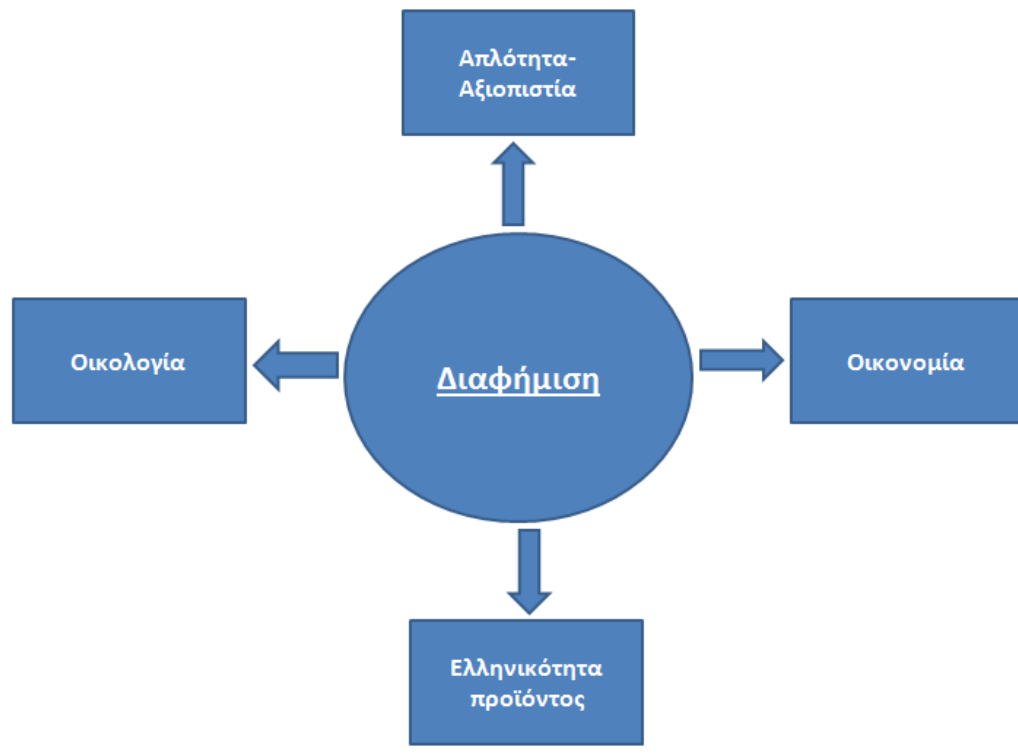 Απλότητα-
Αξιοπιστία
Οικολογία
Διαφήμιση
Οικονομία
Ελληνικότητα
προϊόντος